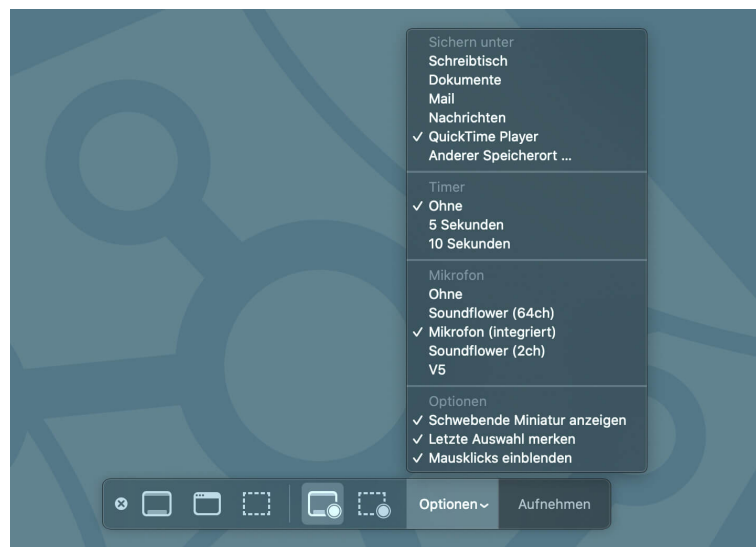 Sichern unter
Schreibtisch
Dokumente
Mail
Nachrichten
✓ QuickTime Player
Anderer Speicherort ...
Timer
✓ Ohne
5 Sekunden
10 Sekunden
Mikrofon
Ohne
Soundflower (64ch)
✓ Mikrofon (integriert)
Soundflower (2ch)
V5
Optionen
✓ Schwebende Miniatur anzeigen
✓ Letzte Auswahl merken
✓ Mausklicks einblenden
Optionen Aufnehmen